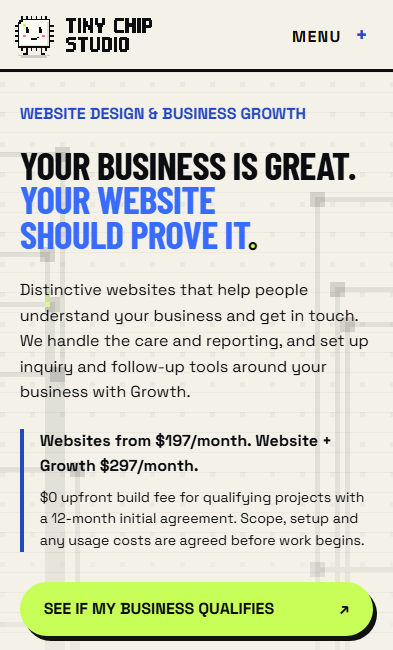 TINY CHIP
STUDIO
MENU +
WEBSITE DESIGN & BUSINESS GROWTH
YOUR BUSINESS IS GREAT.
YOUR WEBSITE
SHOULD PROVE IT.
Distinctive websites that help people
understand your business and get in touch.
We handle the care and reporting, and set up
inquiry and follow-up tools around your
business with Growth.
Websites from $197/month. Website +
Growth $297/month.
$0 upfront build fee for qualifying projects with
a 12-month initial agreement. Scope, setup and
any usage costs are agreed before work begins.
SEE IF MY BUSINESS QUALIFIES ↗